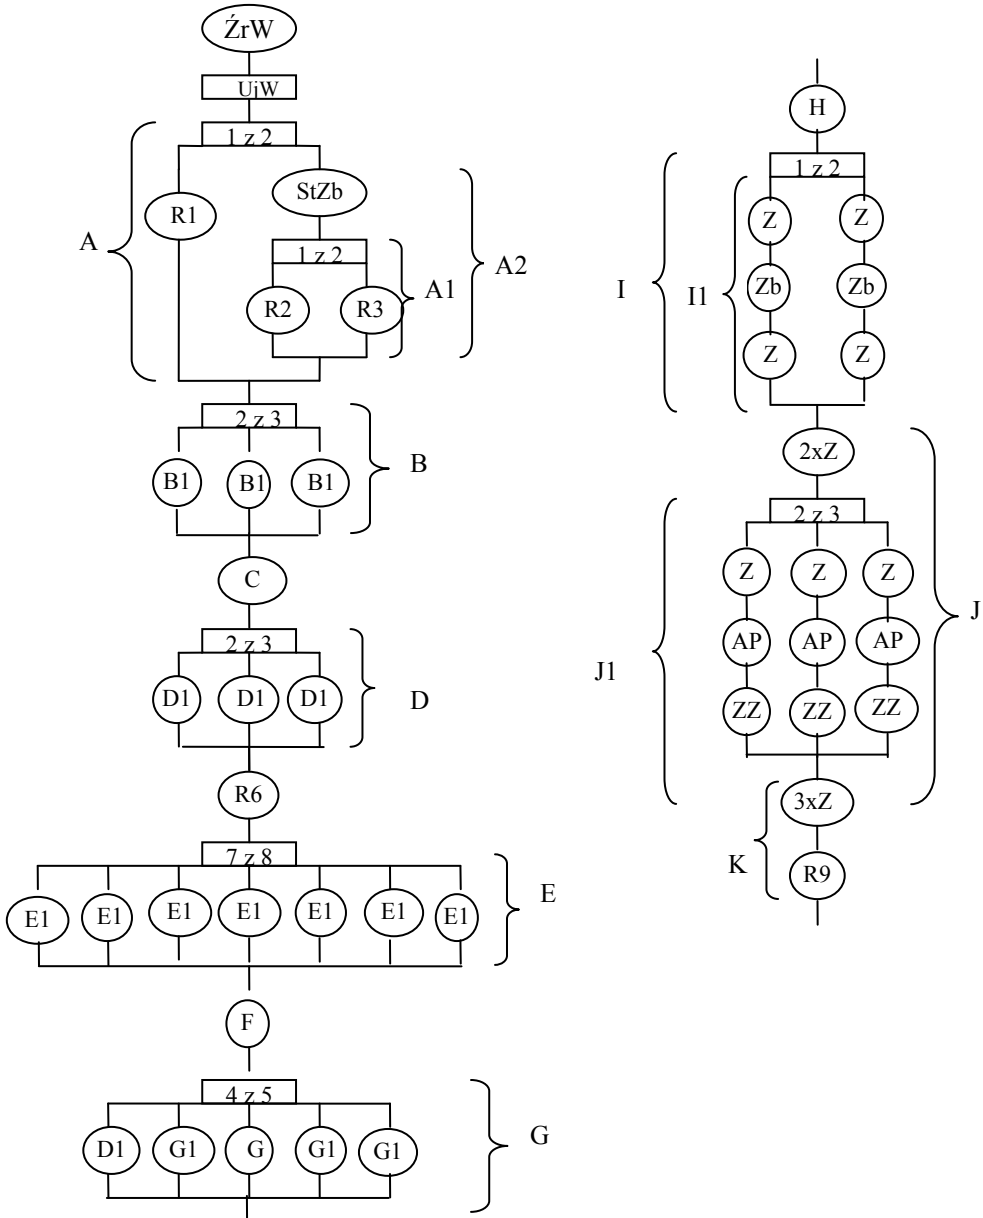 ŹrW
UjW
1 z 2
StZb
R1
A
1 z 2
A1
A2
R2 R3
2 z 3
B1 B1 B1
B
C
2 z 3
D1 D1 D1
D
R6
7 z 8
E1 E1 E1 E1 E1 E1 E1
E
F
4 z 5
D1 G1 G G1 G1
G
H
1 z 2
Z Z
I
I1
Zb Zb
Z Z
2xZ
2 z 3
Z Z Z
J
AP AP AP
J1
ZZ ZZ ZZ
3xZ
K
R9